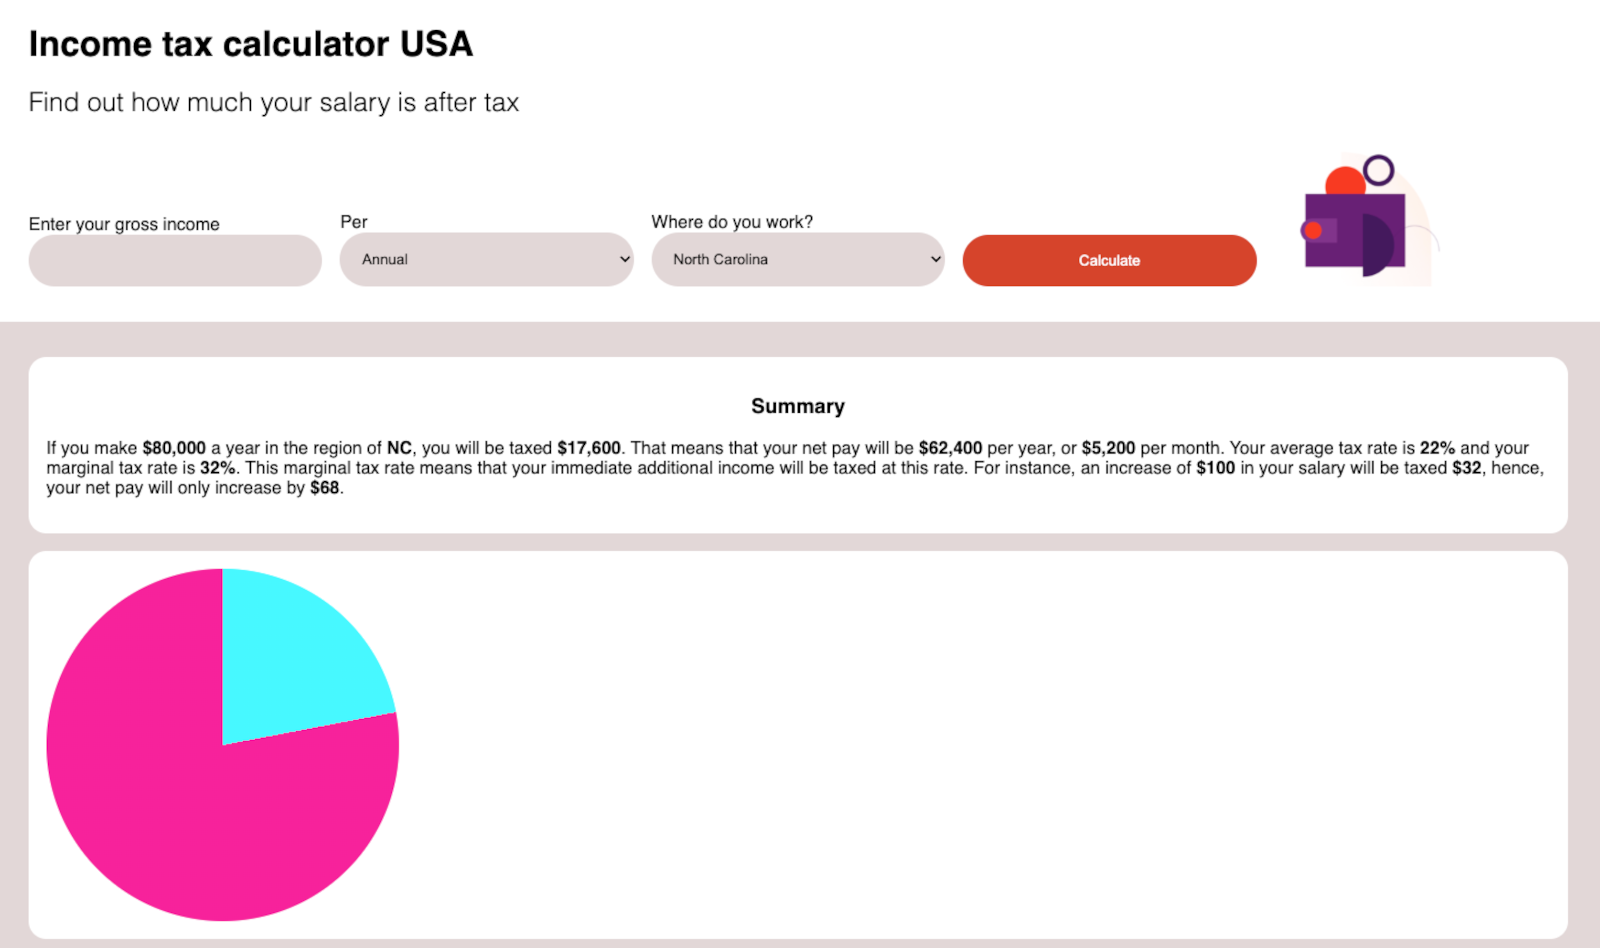 Income tax calculator USA
Find out how much your salary is after tax
Enter your gross income
Per
Where do you work?
Annual
North Carolina
Calculate
Summary
If you make $80,000 a year in the region of NC, you will be taxed $17,600. That means that your net pay will be $62,400 per year, or $5,200 per month. Your average tax rate is 22% and your
marginal tax rate is 32%. This marginal tax rate means that your immediate additional income will be taxed at this rate. For instance, an increase of $100 in your salary will be taxed $32, hence,
your net pay will only increase by $68.